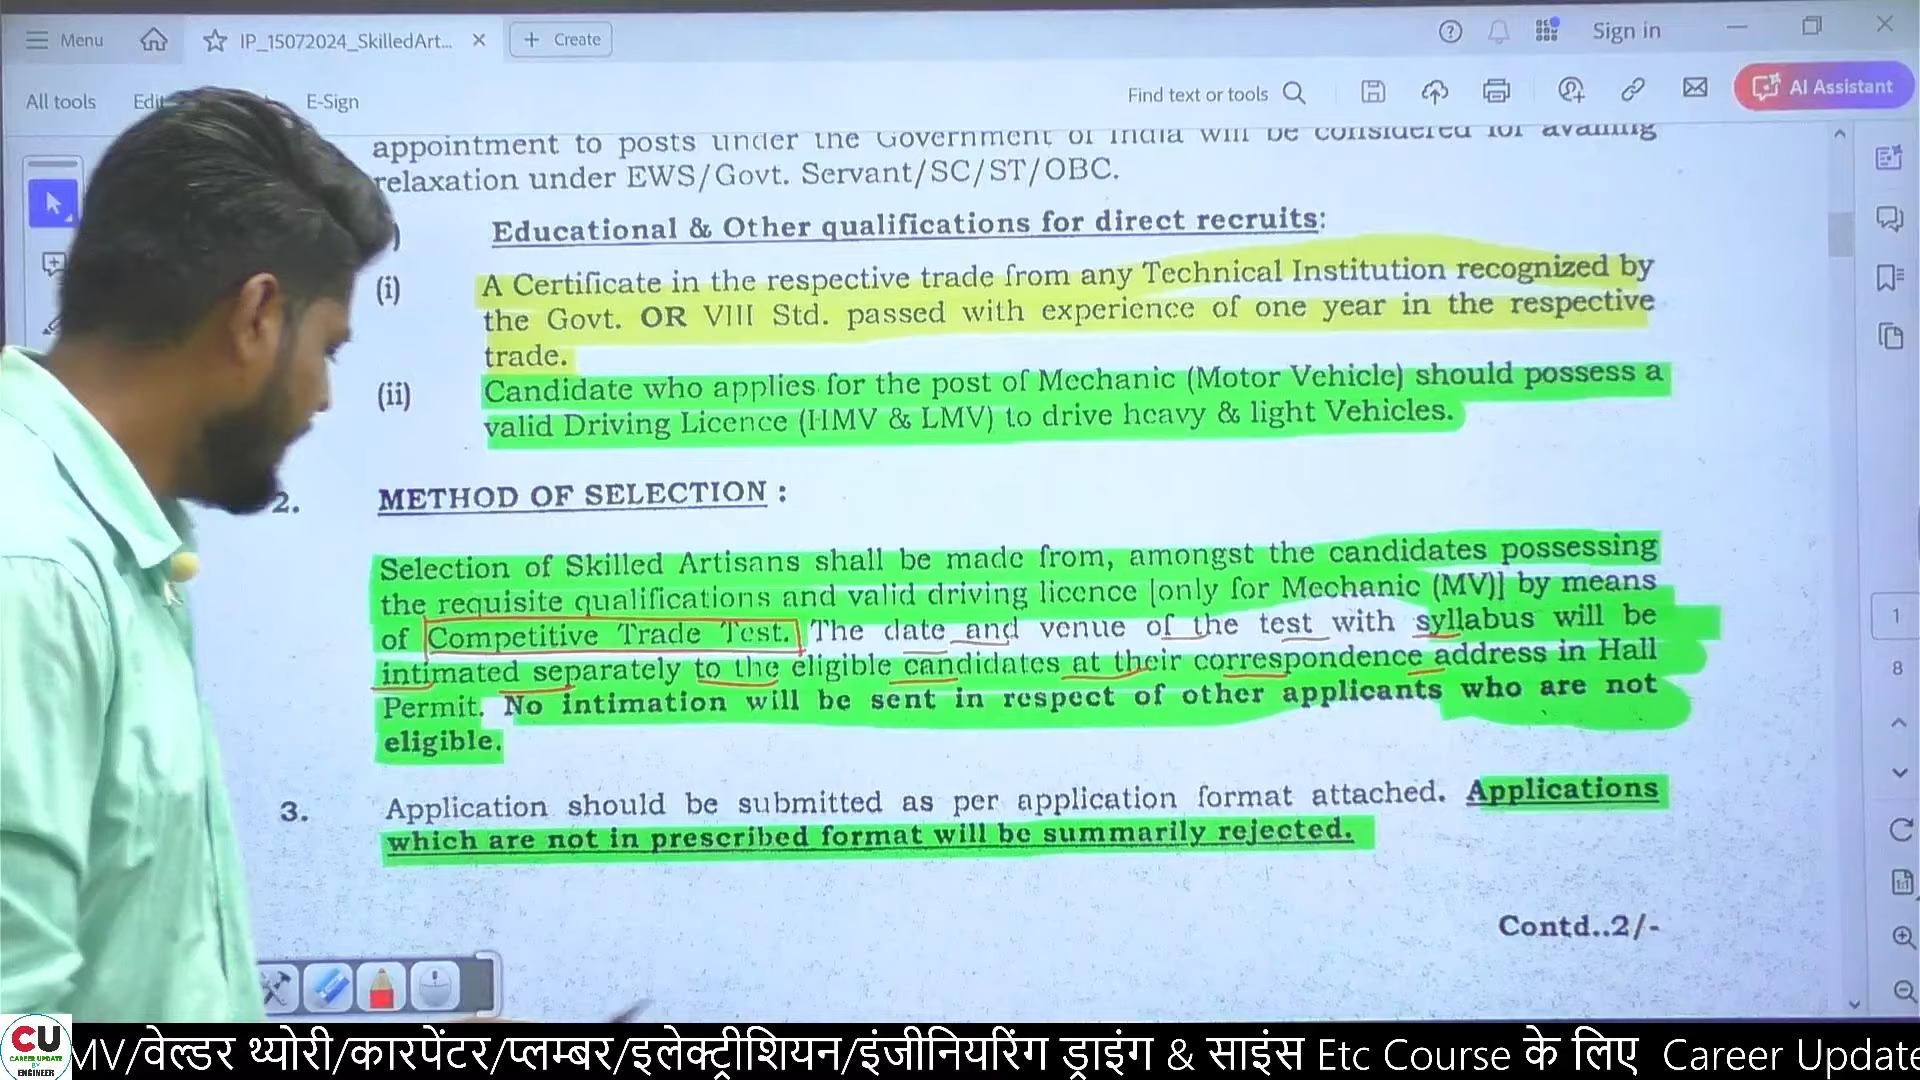 Menu
IP_15072024_SkilledArt...
Create
Sign in
All tools
Edit
E-Sign
Find text or tools
AI Assistant
appointment to posts under the Government of India will be considered for availing
relaxation under EWS/Govt. Servant/SC/ST/OBC.
Educational & Other qualifications for direct recruits:
(i) A Certificate in the respective trade from any Technical Institution recognized by
the Govt. OR VIII Std. passed with experience of one year in the respective
trade.
(ii) Candidate who applies for the post of Mechanic (Motor Vehicle) should possess a
valid Driving Licence (HMV & LMV) to drive heavy & light Vehicles.
2. METHOD OF SELECTION :
Selection of Skilled Artisans shall be made from, amongst the candidates possessing
the requisite qualifications and valid driving licence [only for Mechanic (MV)] by means
of Competitive Trade Test. The date and venue of the test with syllabus will be
intimated separately to the eligible candidates at their correspondence address in Hall
Permit. No intimation will be sent in respect of other applicants who are not
eligible.
3. Application should be submitted as per application format attached. Applications
which are not in prescribed format will be summarily rejected.
Contd..2/-
1
8
CU
CAREER UPDATE
BY
ENGINEER
MV/वेल्डर थ्योरी/कारपेंटर/प्लम्बर/इलेक्ट्रीशियन/इंजीनियरिंग ड्राइंग & साइंस Etc Course के लिए Career Update